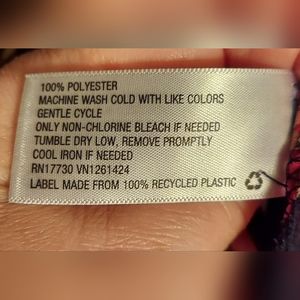 100% POLYESTER
MACHINE WASH COLD WITH LIKE COLORS
GENTLE CYCLE
ONLY NON-CHLORINE BLEACH IF NEEDED
TUMBLE DRY LOW, REMOVE PROMPTLY
COOL IRON IF NEEDED
RN17730 VN1261424
LABEL MADE FROM 100% RECYCLED PLASTIC